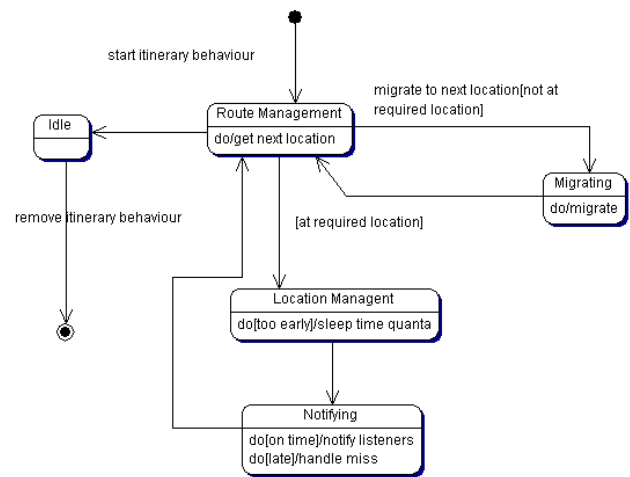 start itinerary behaviour
migrate to next location[not at
required location]
Route Management
do/get next location
Idle
Migrating
do/migrate
remove itinerary behaviour
[at required location]
Location Managent
do[too early]/sleep time quanta
Notifying
do[on time]/notify listeners
do[late]/handle miss